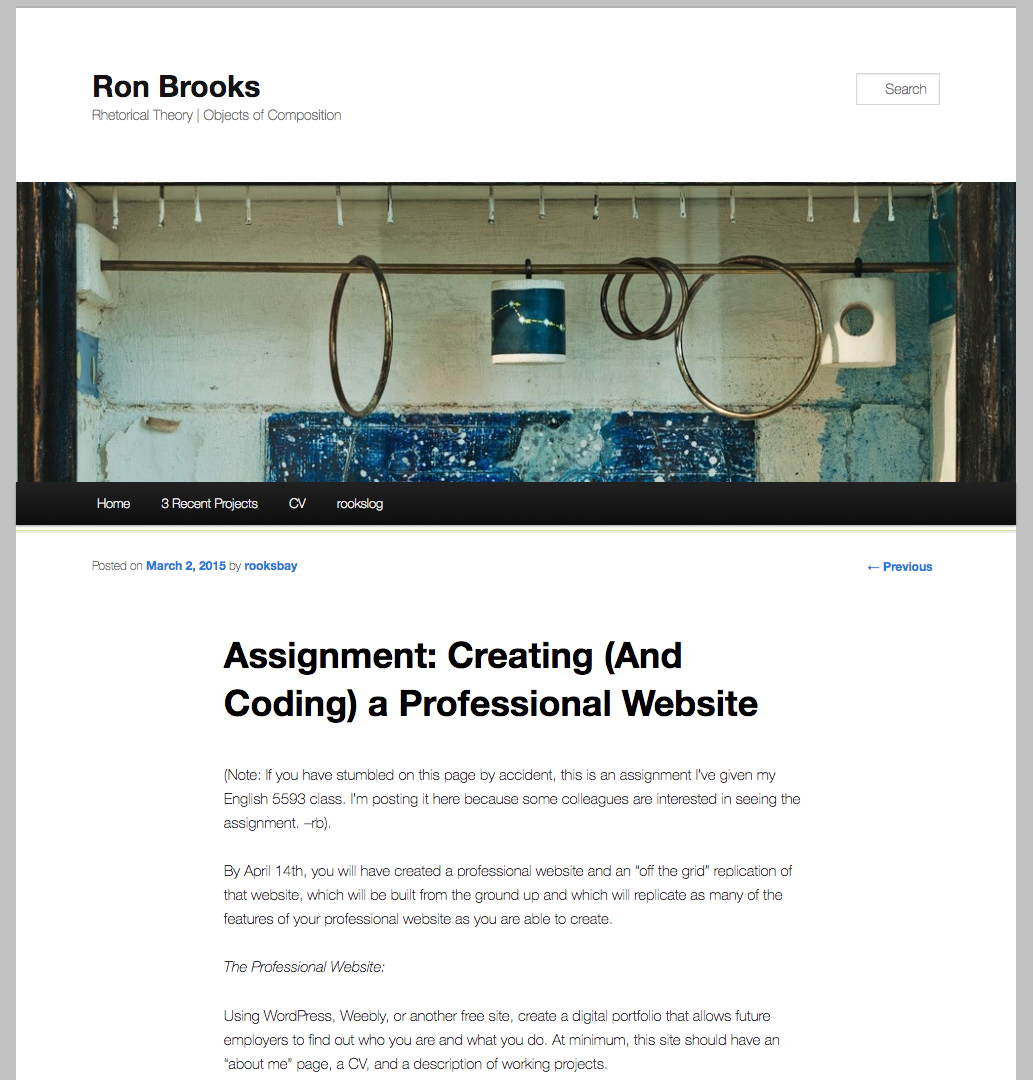 Ron Brooks
Rhetorical Theory | Objects of Composition
Search
Home 3 Recent Projects CV rookslog
Posted on March 2, 2015 by rooksbay
← Previous
Assignment: Creating (And
Coding) a Professional Website
(Note: If you have stumbled on this page by accident, this is an assignment I've given my
English 5593 class. I'm posting it here because some colleagues are interested in seeing the
assignment. –rb).
By April 14th, you will have created a professional website and an “off the grid” replication of
that website, which will be built from the ground up and which will replicate as many of the
features of your professional website as you are able to create.
The Professional Website:
Using WordPress, Weebly, or another free site, create a digital portfolio that allows future
employers to find out who you are and what you do. At minimum, this site should have an
“about me” page, a CV, and a description of working projects.